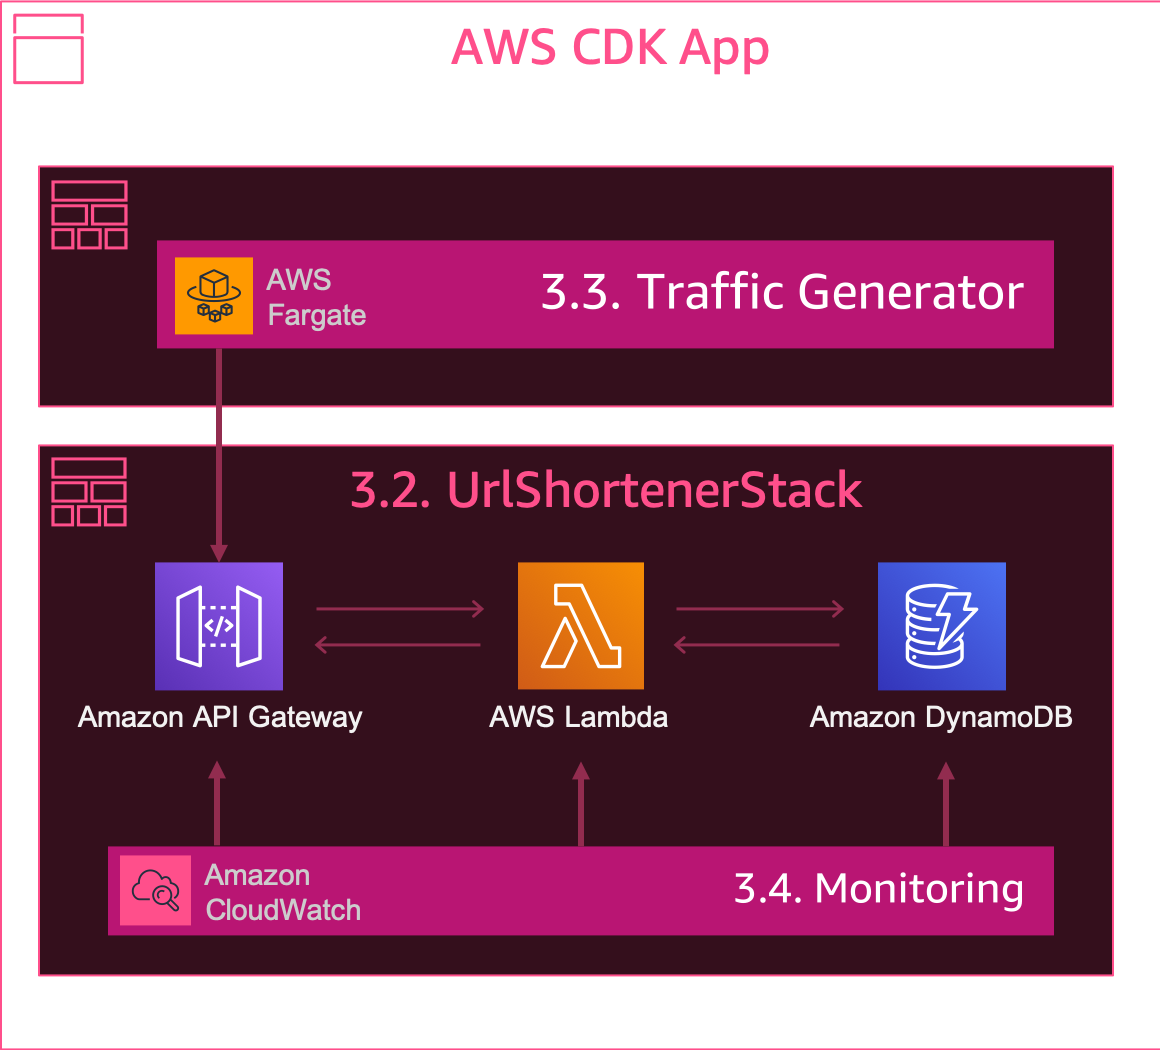 AWS CDK App
AWS
Fargate
3.3. Traffic Generator
3.2. UrlShortenerStack
</>
Amazon API Gateway
AWS Lambda
Amazon DynamoDB
Amazon
CloudWatch
3.4. Monitoring